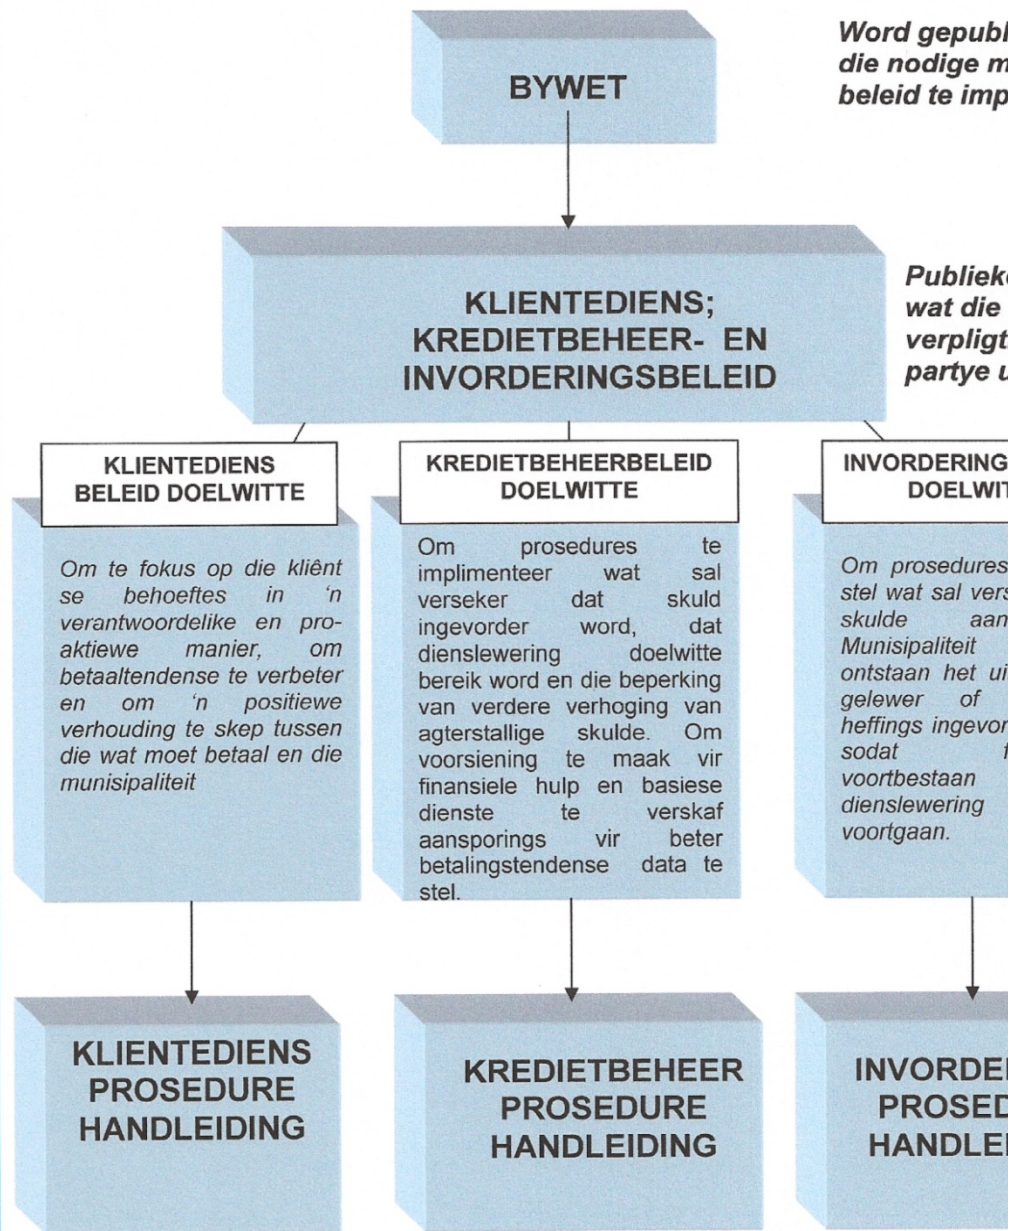 BYWET
Word gepubl
die nodige m
beleid te imp
KLIENTEDIENS;
KREDIETBEHEER- EN
INVORDERINGSBELEID
Publieke
wat die
verpligt
partye u
KLIENTEDIENS
BELEID DOELWITTE
Om te fokus op die kliënt
se behoeftes in ‘n
verantwoordelike en pro-
aktiewe manier, om
betaaltendense te verbeter
en om ‘n positiewe
verhouding te skep tussen
die wat moet betaal en die
munisipaliteit
KREDIETBEHEERBELEID
DOELWITTE
Om prosedures te
implimenteer wat sal
verseker dat skuld
ingevorder word, dat
dienslewering doelwitte
bereik word en die beperking
van verdere verhoging van
agterstallige skulde. Om
voorsiening te maak vir
finansiele hulp en basiese
dienste te verskaf
aansporings vir beter
betalingstendense data te
stel.
INVORDERING
DOELWIT
Om prosedures
stel wat sal vers
skulde aan
Munisipaliteit
ontstaan het ui
gelewer of
heffings ingevor
sodat f
voortbestaan
dienslewering
voortgaan.
KLIENTEDIENS
PROSEDURE
HANDLEIDING
KREDIETBEHEER
PROSEDURE
HANDLEIDING
INVORDE
PROSED
HANDLEI